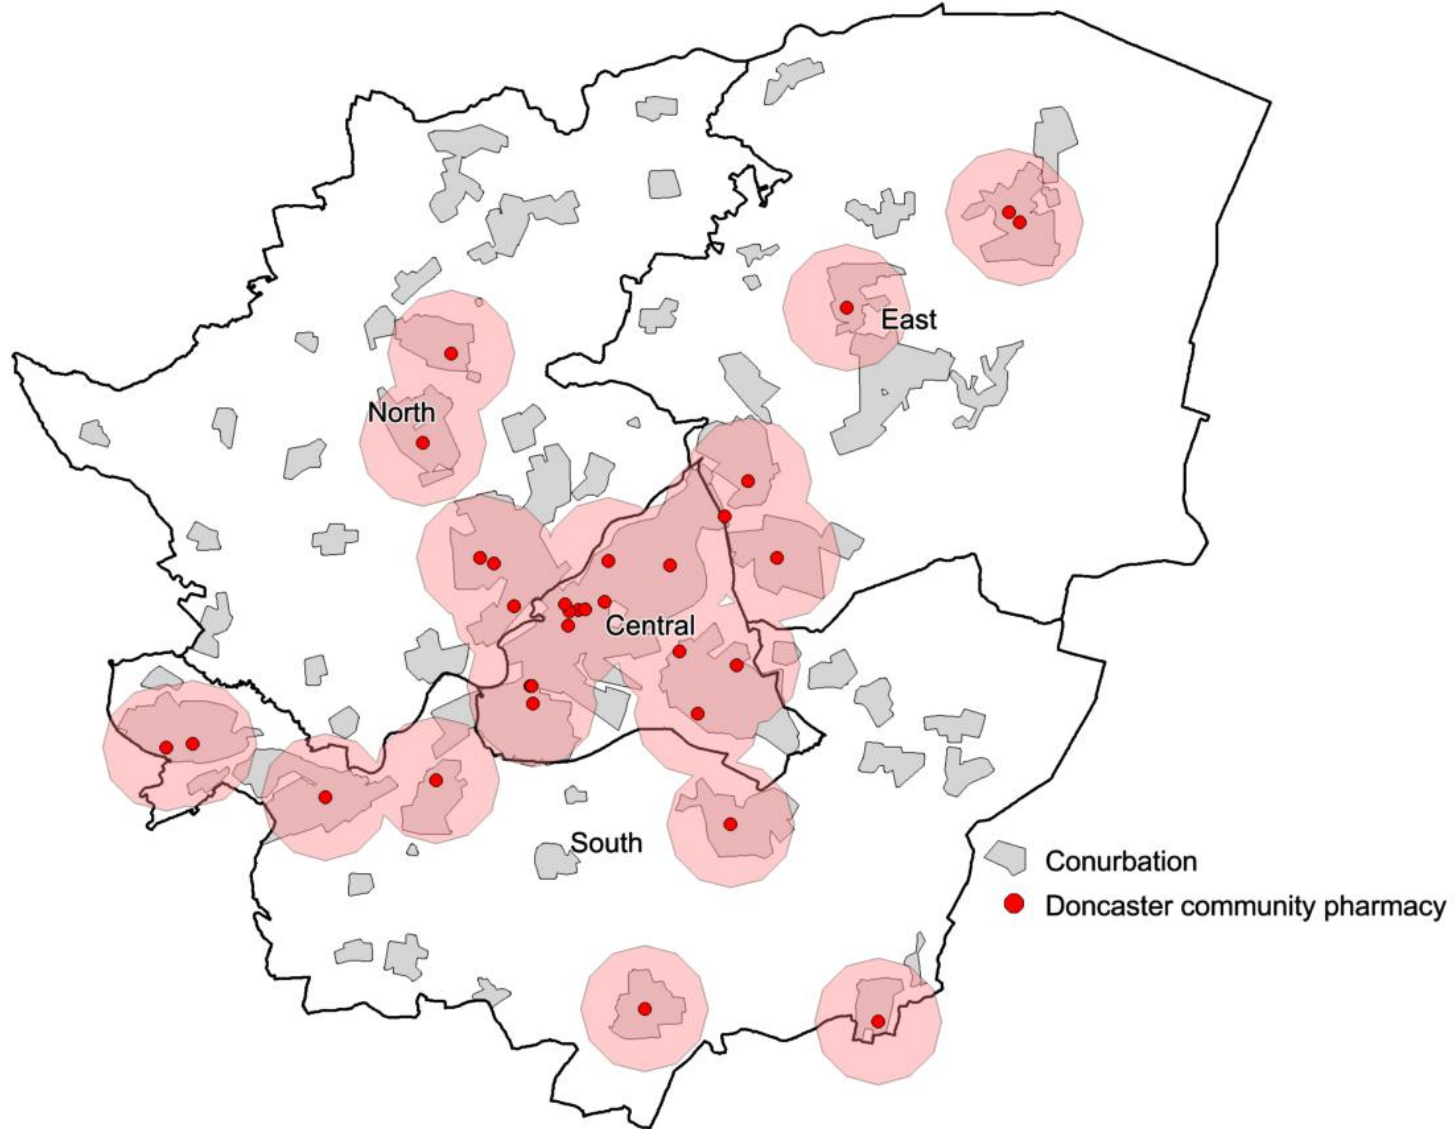 East
North
Central
South
Conurbation
Doncaster community pharmacy